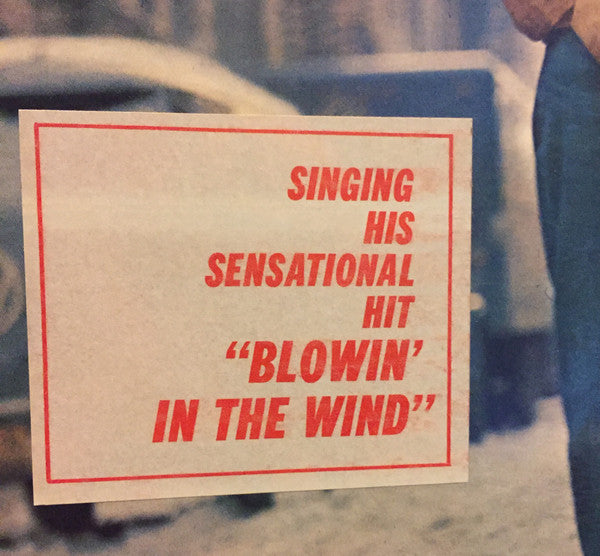 SINGING
HIS
SENSATIONAL
HIT
“BLOWIN’
IN THE WIND”